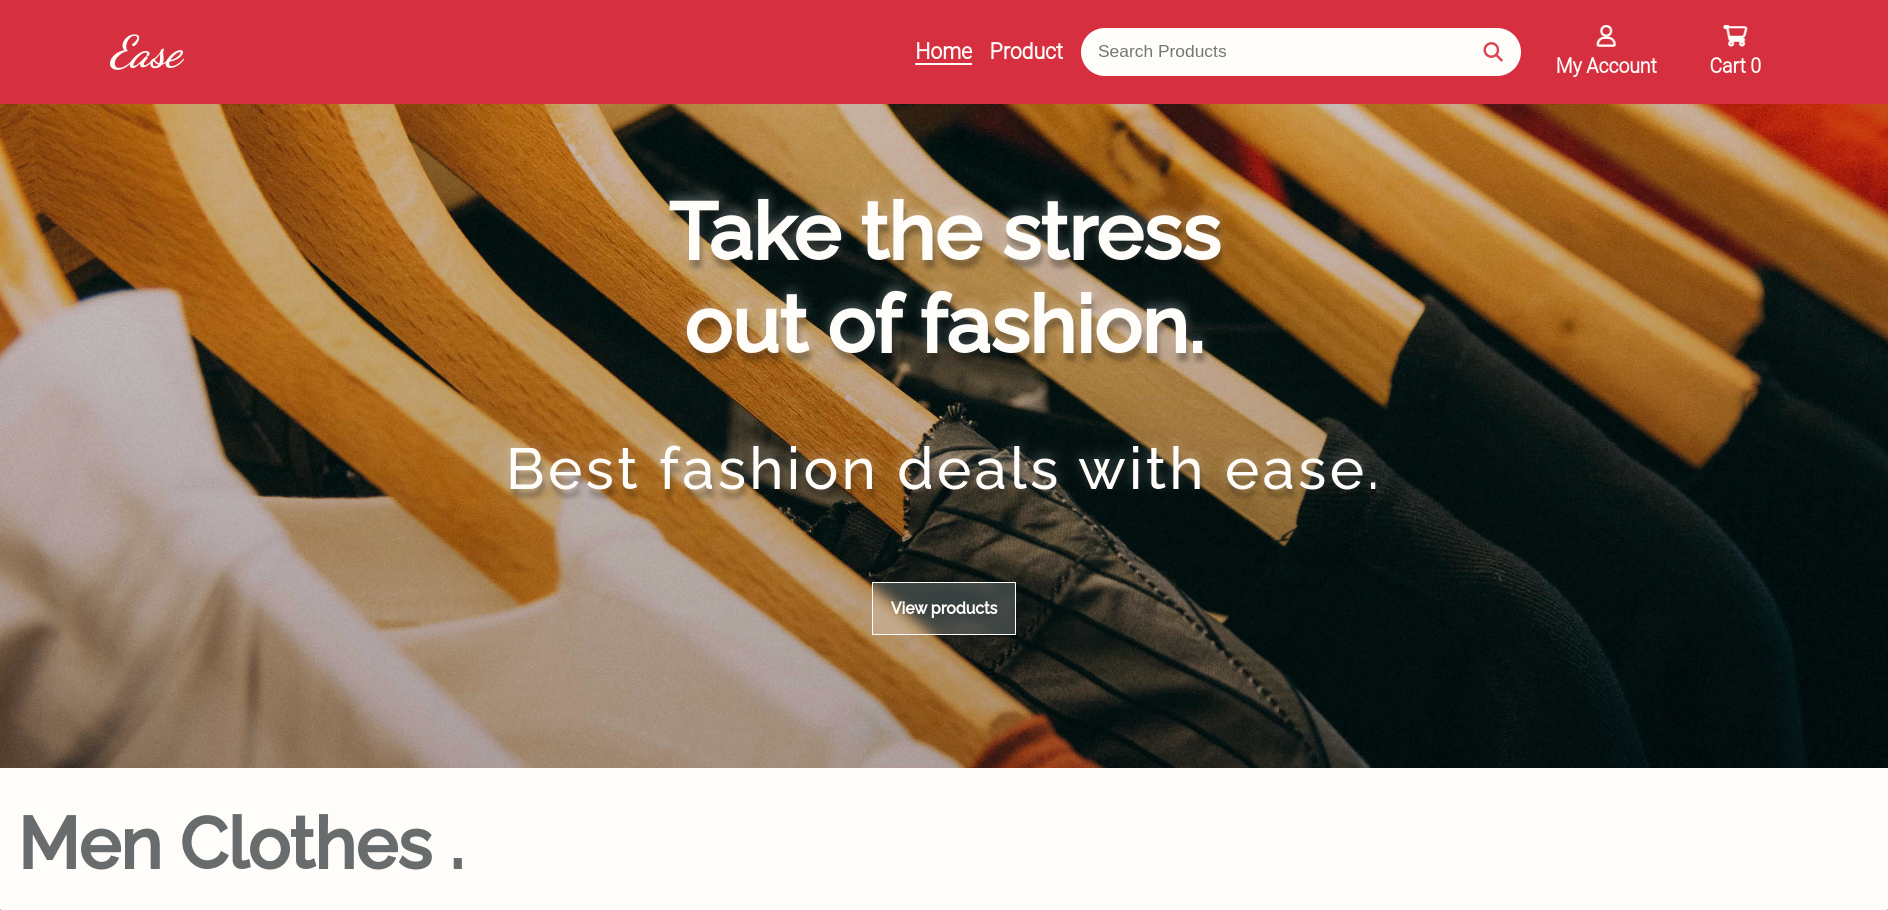 Ease
Home Product Search Products My Account Cart 0
Take the stress
out of fashion.
Best fashion deals with ease.
View products
Men Clothes .